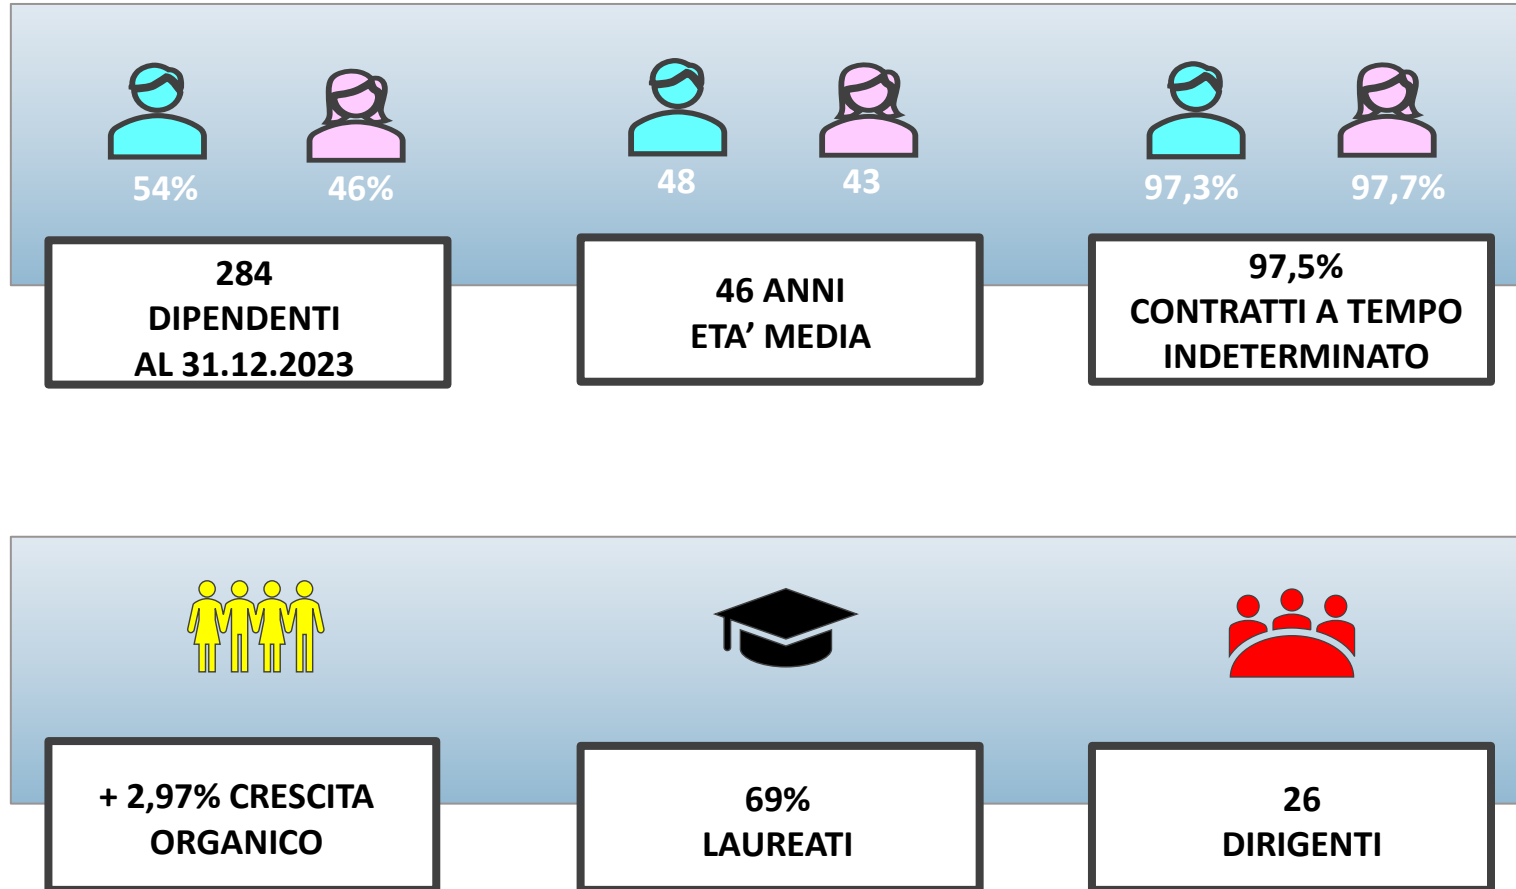 54%
46%
284
DIPENDENTI
AL 31.12.2023
48
43
46 ANNI
ETA’ MEDIA
97,3%
97,7%
97,5%
CONTRATTI A TEMPO
INDETERMINATO
+ 2,97% CRESCITA
ORGANICO
69%
LAUREATI
26
DIRIGENTI